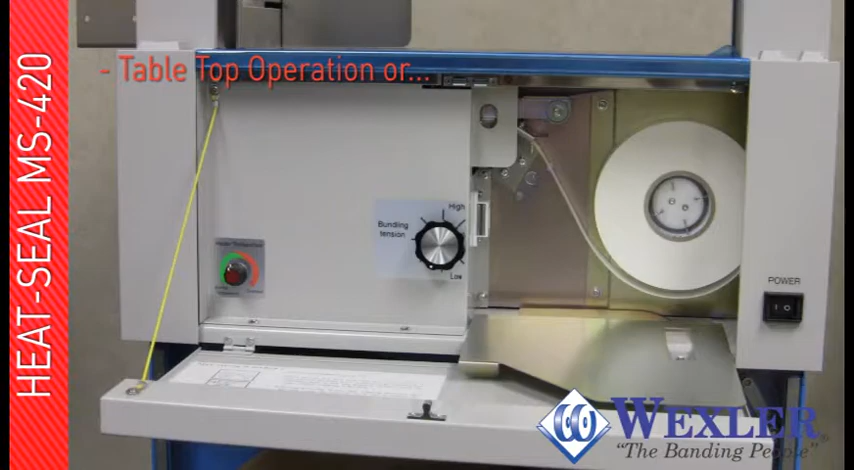 HEAT-SEAL MS-420
- Table Top Operation or...
High
Bundling
tension
Low
POWER
I O
WEXLER®
"The Banding People"